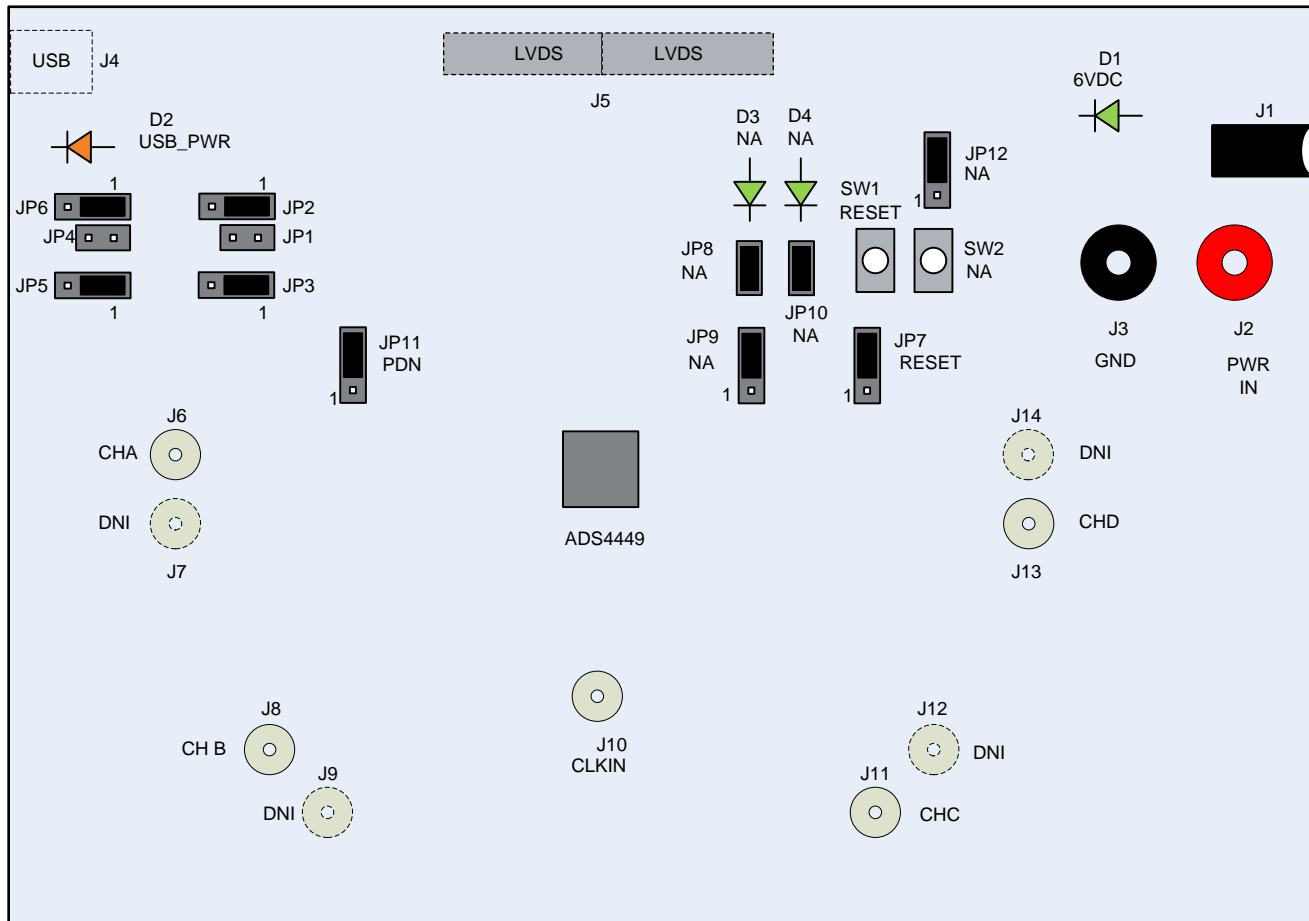 USB J4
LVDS LVDS
J5
D1
6VDC
J1
D2
USB_PWR
D3
NA
D4
NA
JP12
NA
1
SW1
RESET
1 1
JP6 JP2
JP4 JP1
JP5 JP3
1 1
JP8
NA
JP10
NA
SW2
NA
JP11
PDN
1
JP9
NA
1
JP7
RESET
1
J3
GND
J2
PWR
IN
J6
CHA
DNI
J7
ADS4449
J14
DNI
CHD
J13
J8
CH B
J9
DNI
J10
CLKIN
J12
DNI
J11
CHC